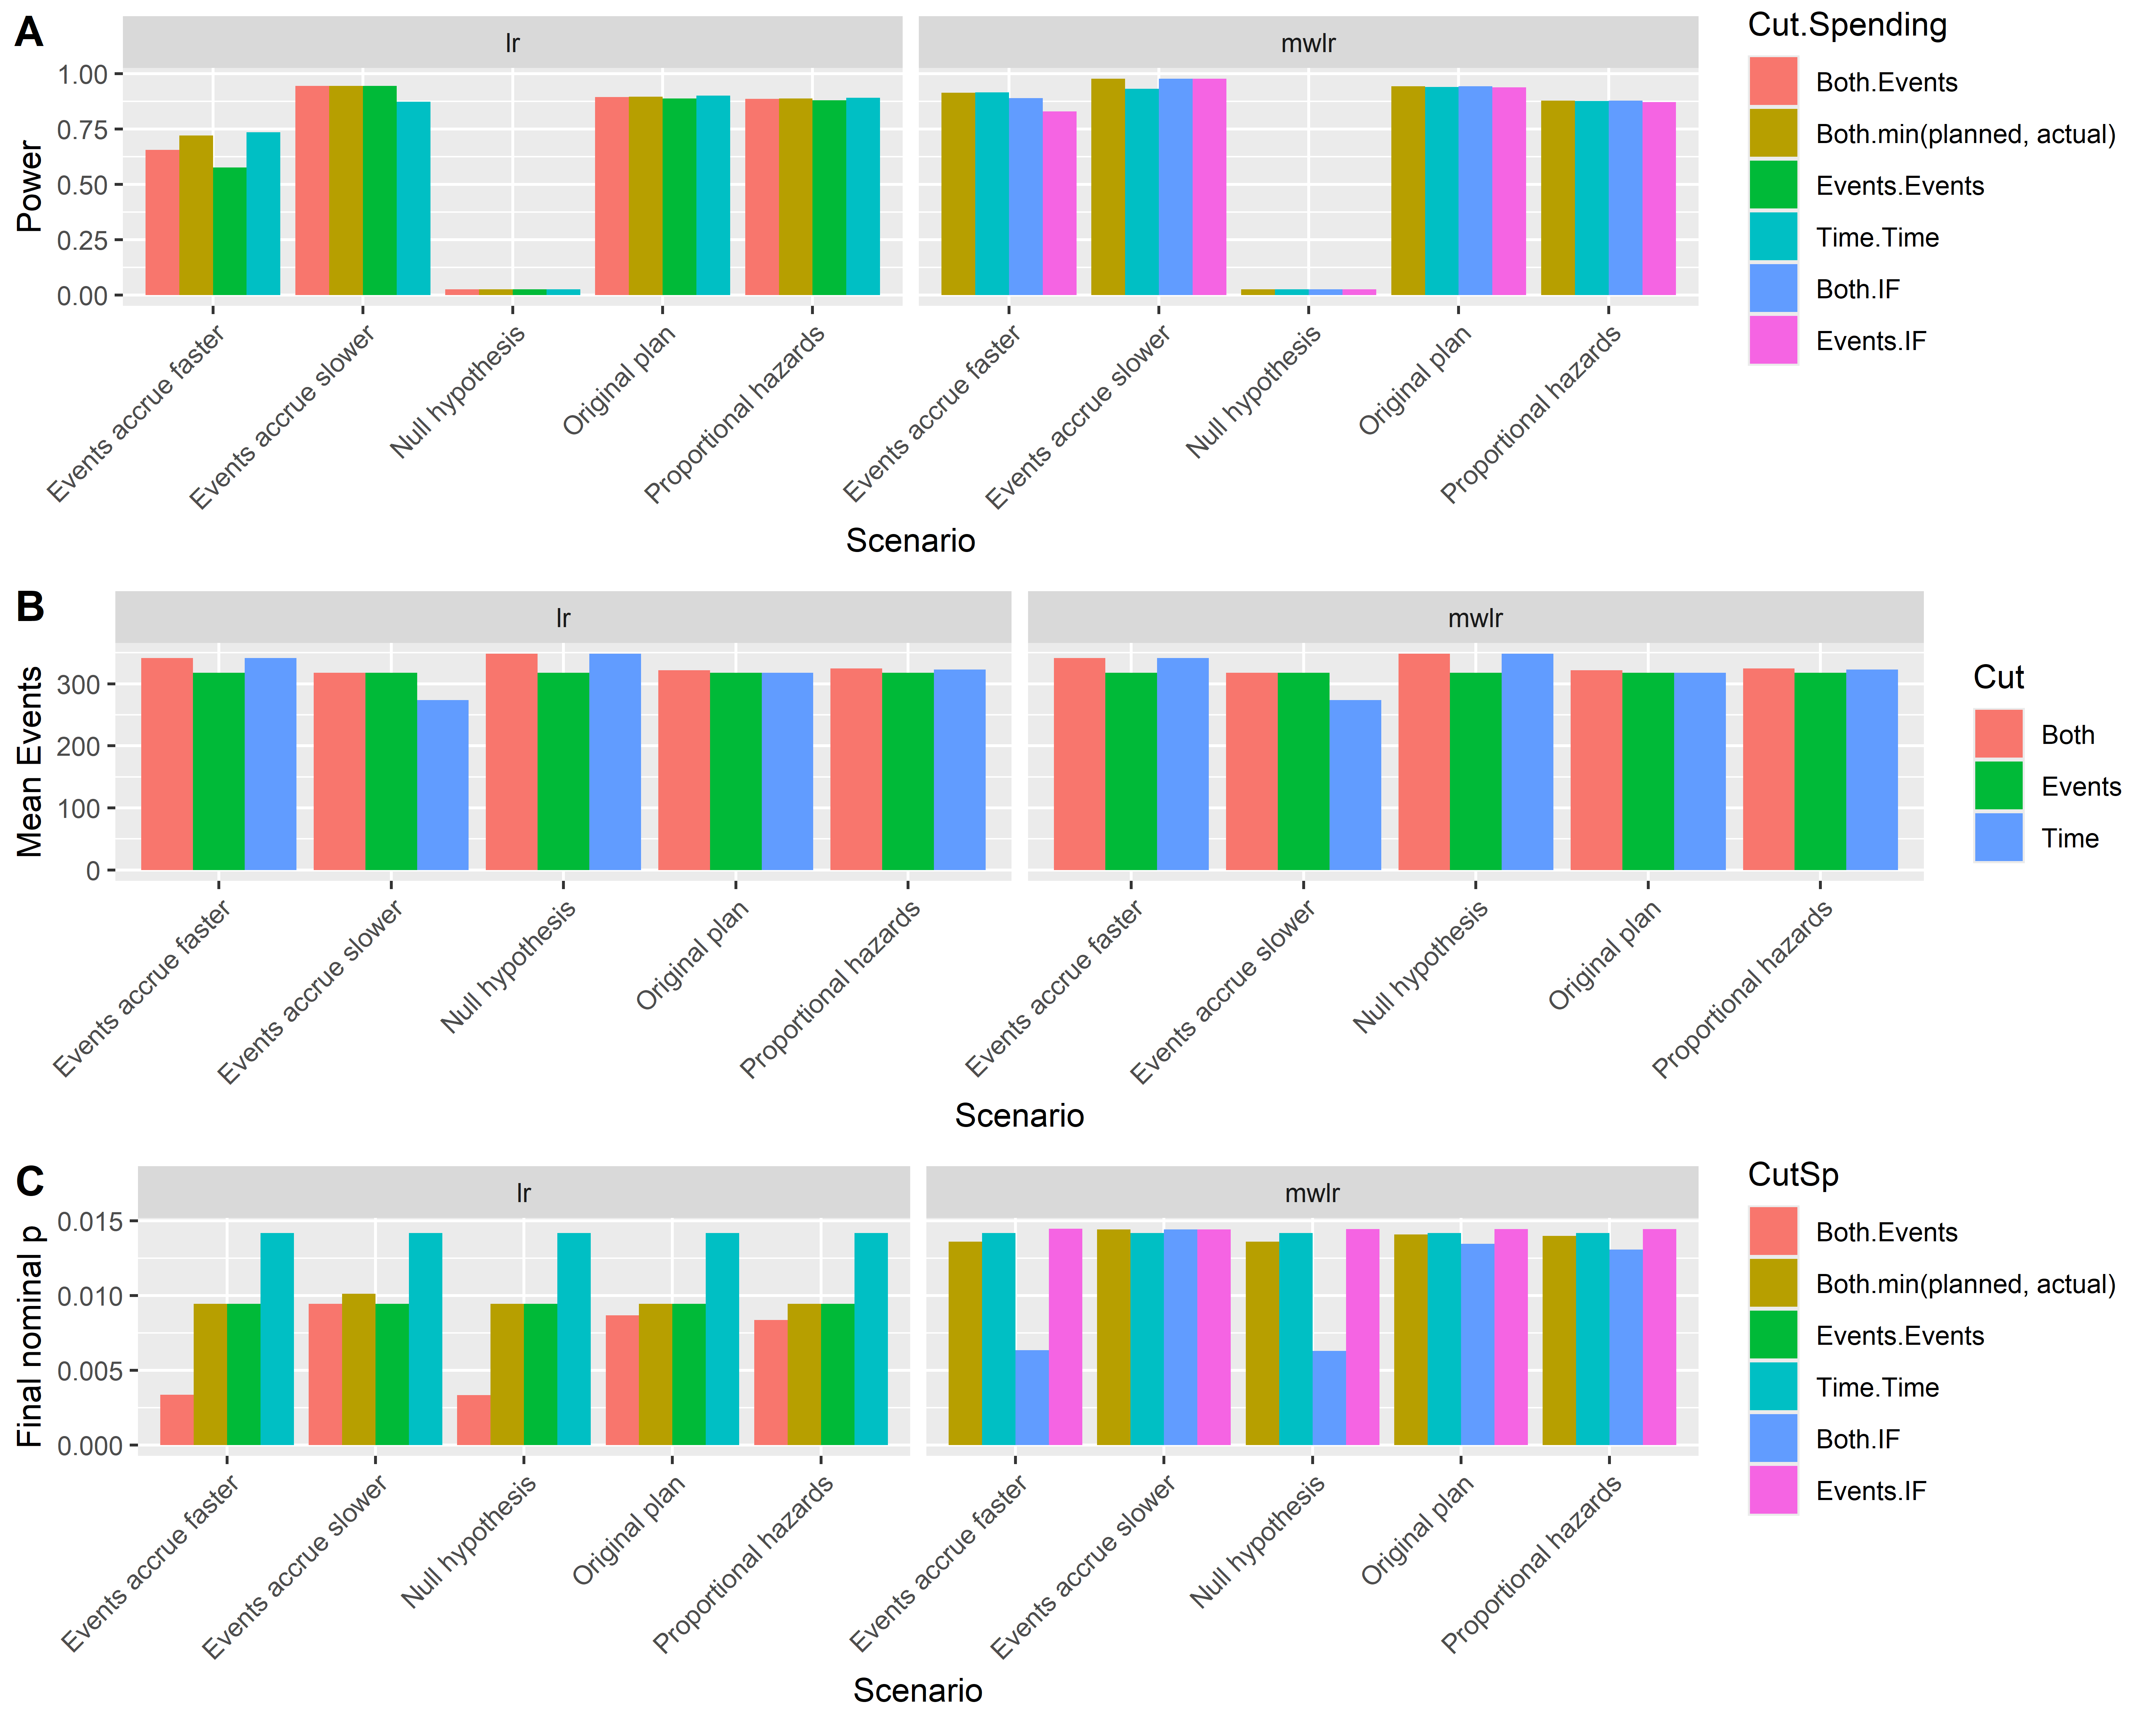 A
lr
mwlr
Power
1.00
0.75
0.50
0.25
0.00
Events accrue faster
Events accrue slower
Null hypothesis
Original plan
Proportional hazards
Events accrue faster
Events accrue slower
Null hypothesis
Original plan
Proportional hazards
Scenario
Cut.Spending
Both.Events
Both.min(planned, actual)
Events.Events
Time.Time
Both.IF
Events.IF
B
lr
mwlr
Mean Events
300
200
100
0
Events accrue faster
Events accrue slower
Null hypothesis
Original plan
Proportional hazards
Events accrue faster
Events accrue slower
Null hypothesis
Original plan
Proportional hazards
Scenario
Cut
Both
Events
Time
C
lr
mwlr
Final nominal p
0.015
0.010
0.005
0.000
Events accrue faster
Events accrue slower
Null hypothesis
Original plan
Proportional hazards
Events accrue faster
Events accrue slower
Null hypothesis
Original plan
Proportional hazards
Scenario
CutSp
Both.Events
Both.min(planned, actual)
Events.Events
Time.Time
Both.IF
Events.IF